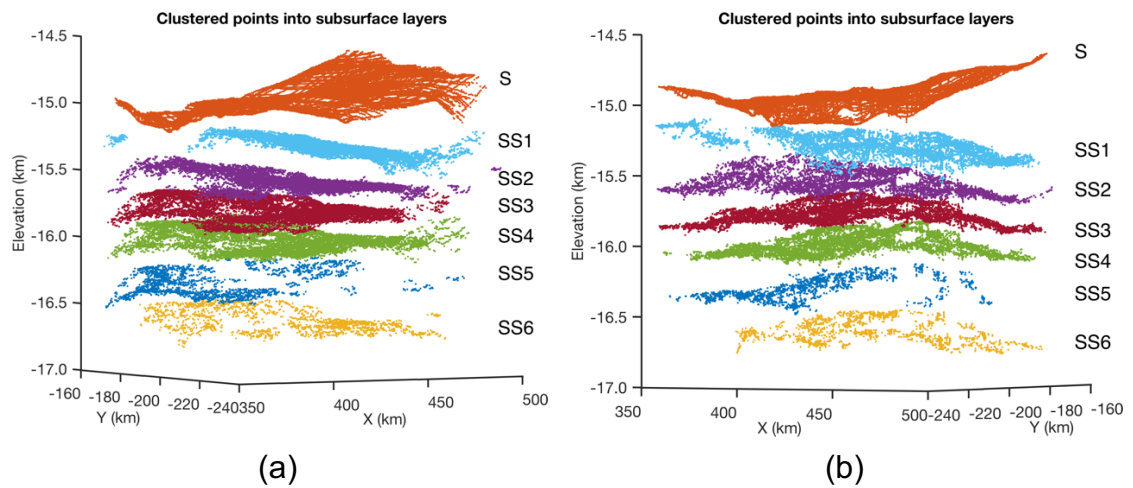 Clustered points into subsurface layers
-14.5
-15.0
-15.5
-16.0
-16.5
-17.0
Elevation (km)
-160
-180
-200
-220
-240350
400
450
500
Y (km)
X (km)
S
SS1
SS2
SS3
SS4
SS5
SS6
(a)
Clustered points into subsurface layers
-14.5
-15.0
-15.5
-16.0
-16.5
-17.0
Elevation (km)
350
400
450
500-240
-220
-200
-180
-160
X (km)
Y (km)
S
SS1
SS2
SS3
SS4
SS5
SS6
(b)